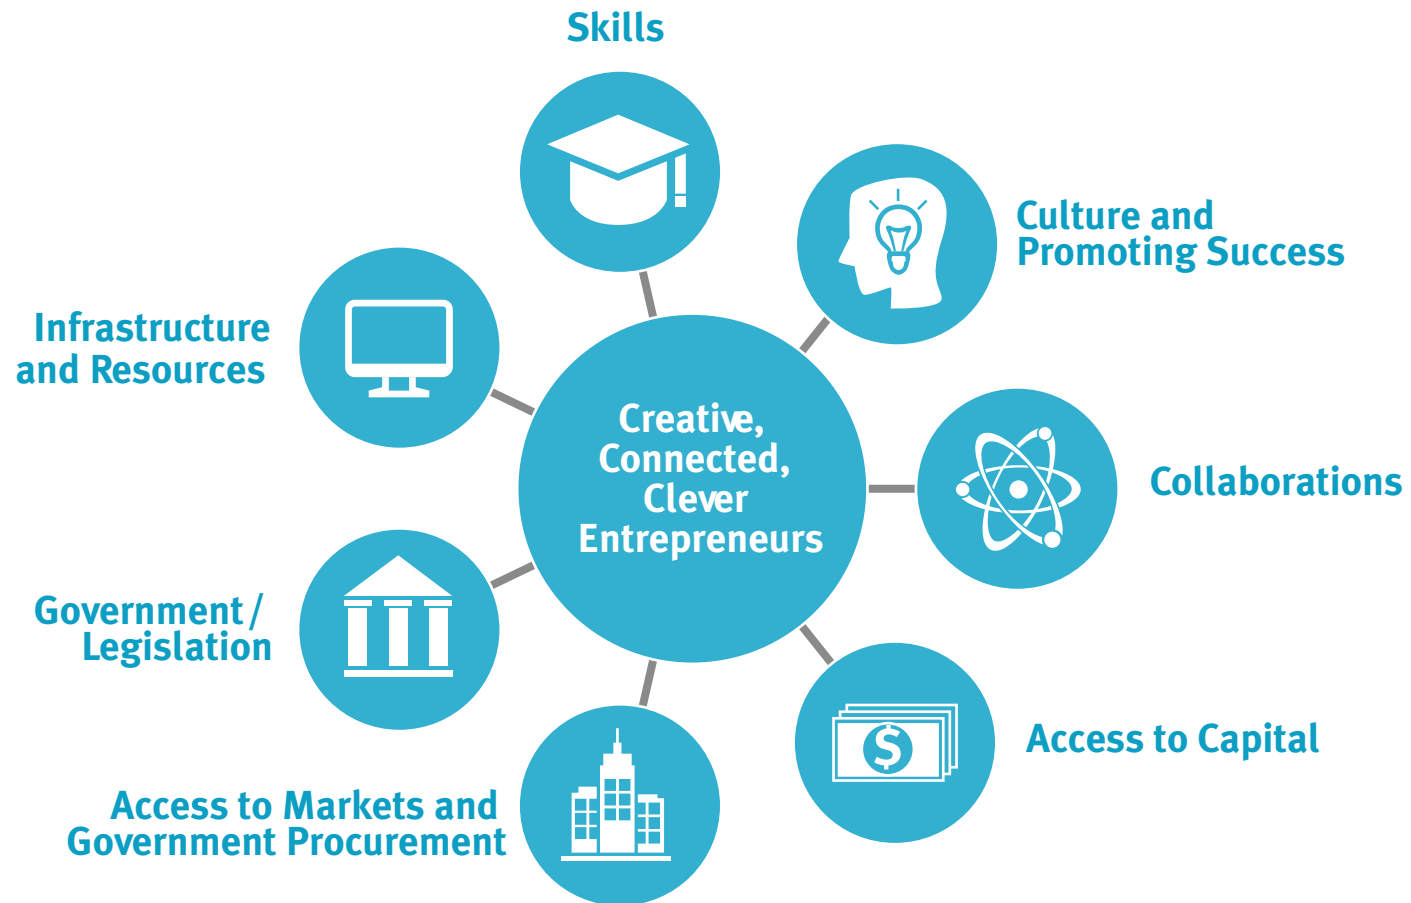 Skills
Culture and
Promoting Success
Infrastructure
and Resources
Creative,
Connected,
Clever
Entrepreneurs
Collaborations
Government /
Legislation
Access to Capital
Access to Markets and
Government Procurement
$